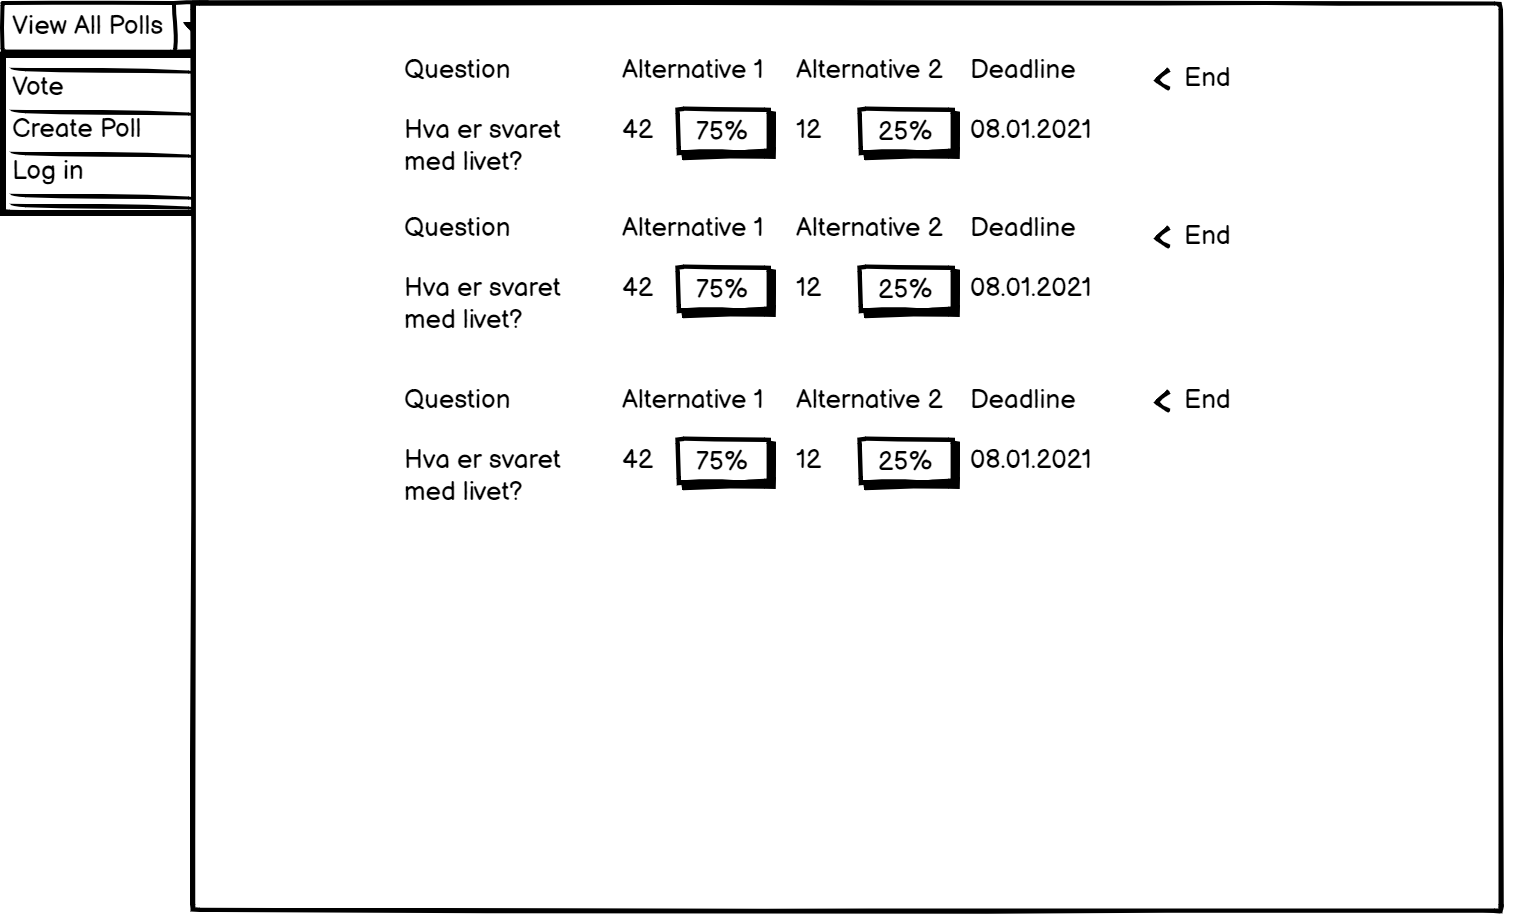 View All Polls
Vote
Create Poll
Log in
Question Alternative 1 Alternative 2 Deadline < End
Hva er svaret 42 75% 12 25% 08.01.2021
med livet?
Question Alternative 1 Alternative 2 Deadline < End
Hva er svaret 42 75% 12 25% 08.01.2021
med livet?
Question Alternative 1 Alternative 2 Deadline < End
Hva er svaret 42 75% 12 25% 08.01.2021
med livet?